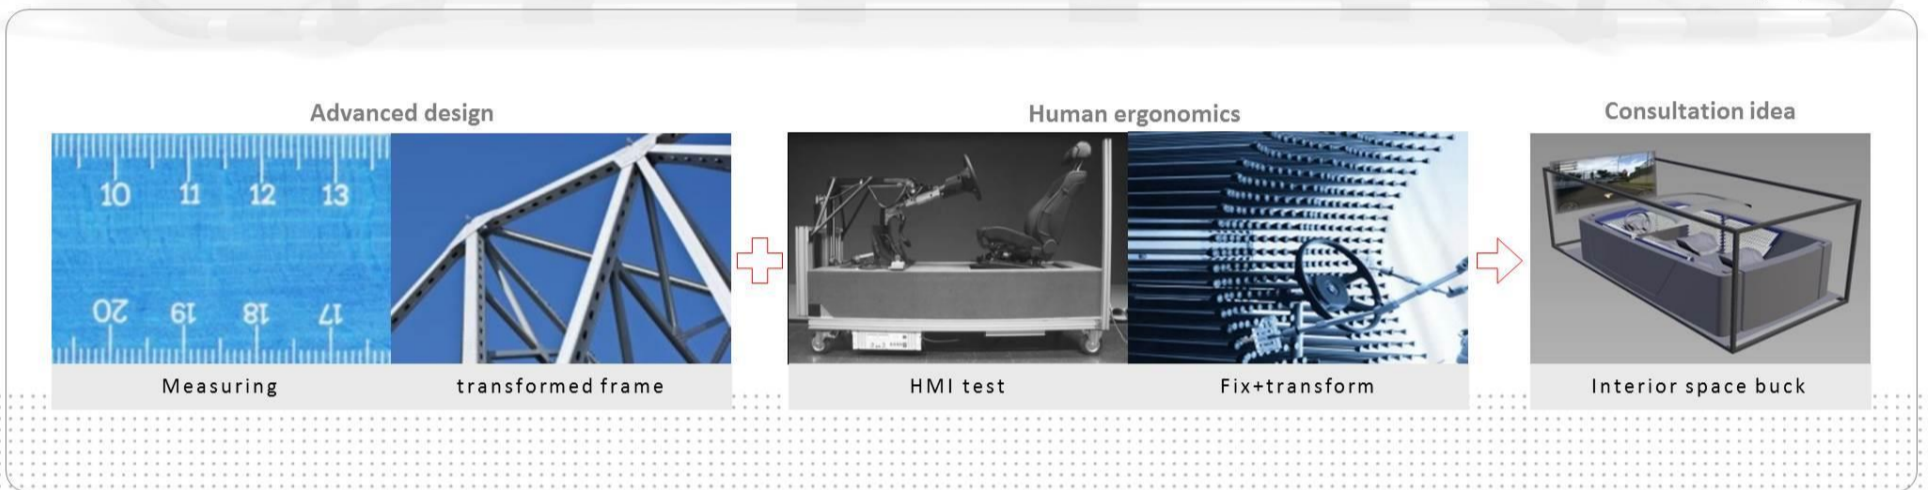 Advanced design
Human ergonomics
Consultation idea
10 11 12 13
20 19 18 17
Measuring
transformed frame
HMI test
Fix+transform
Interior space buck